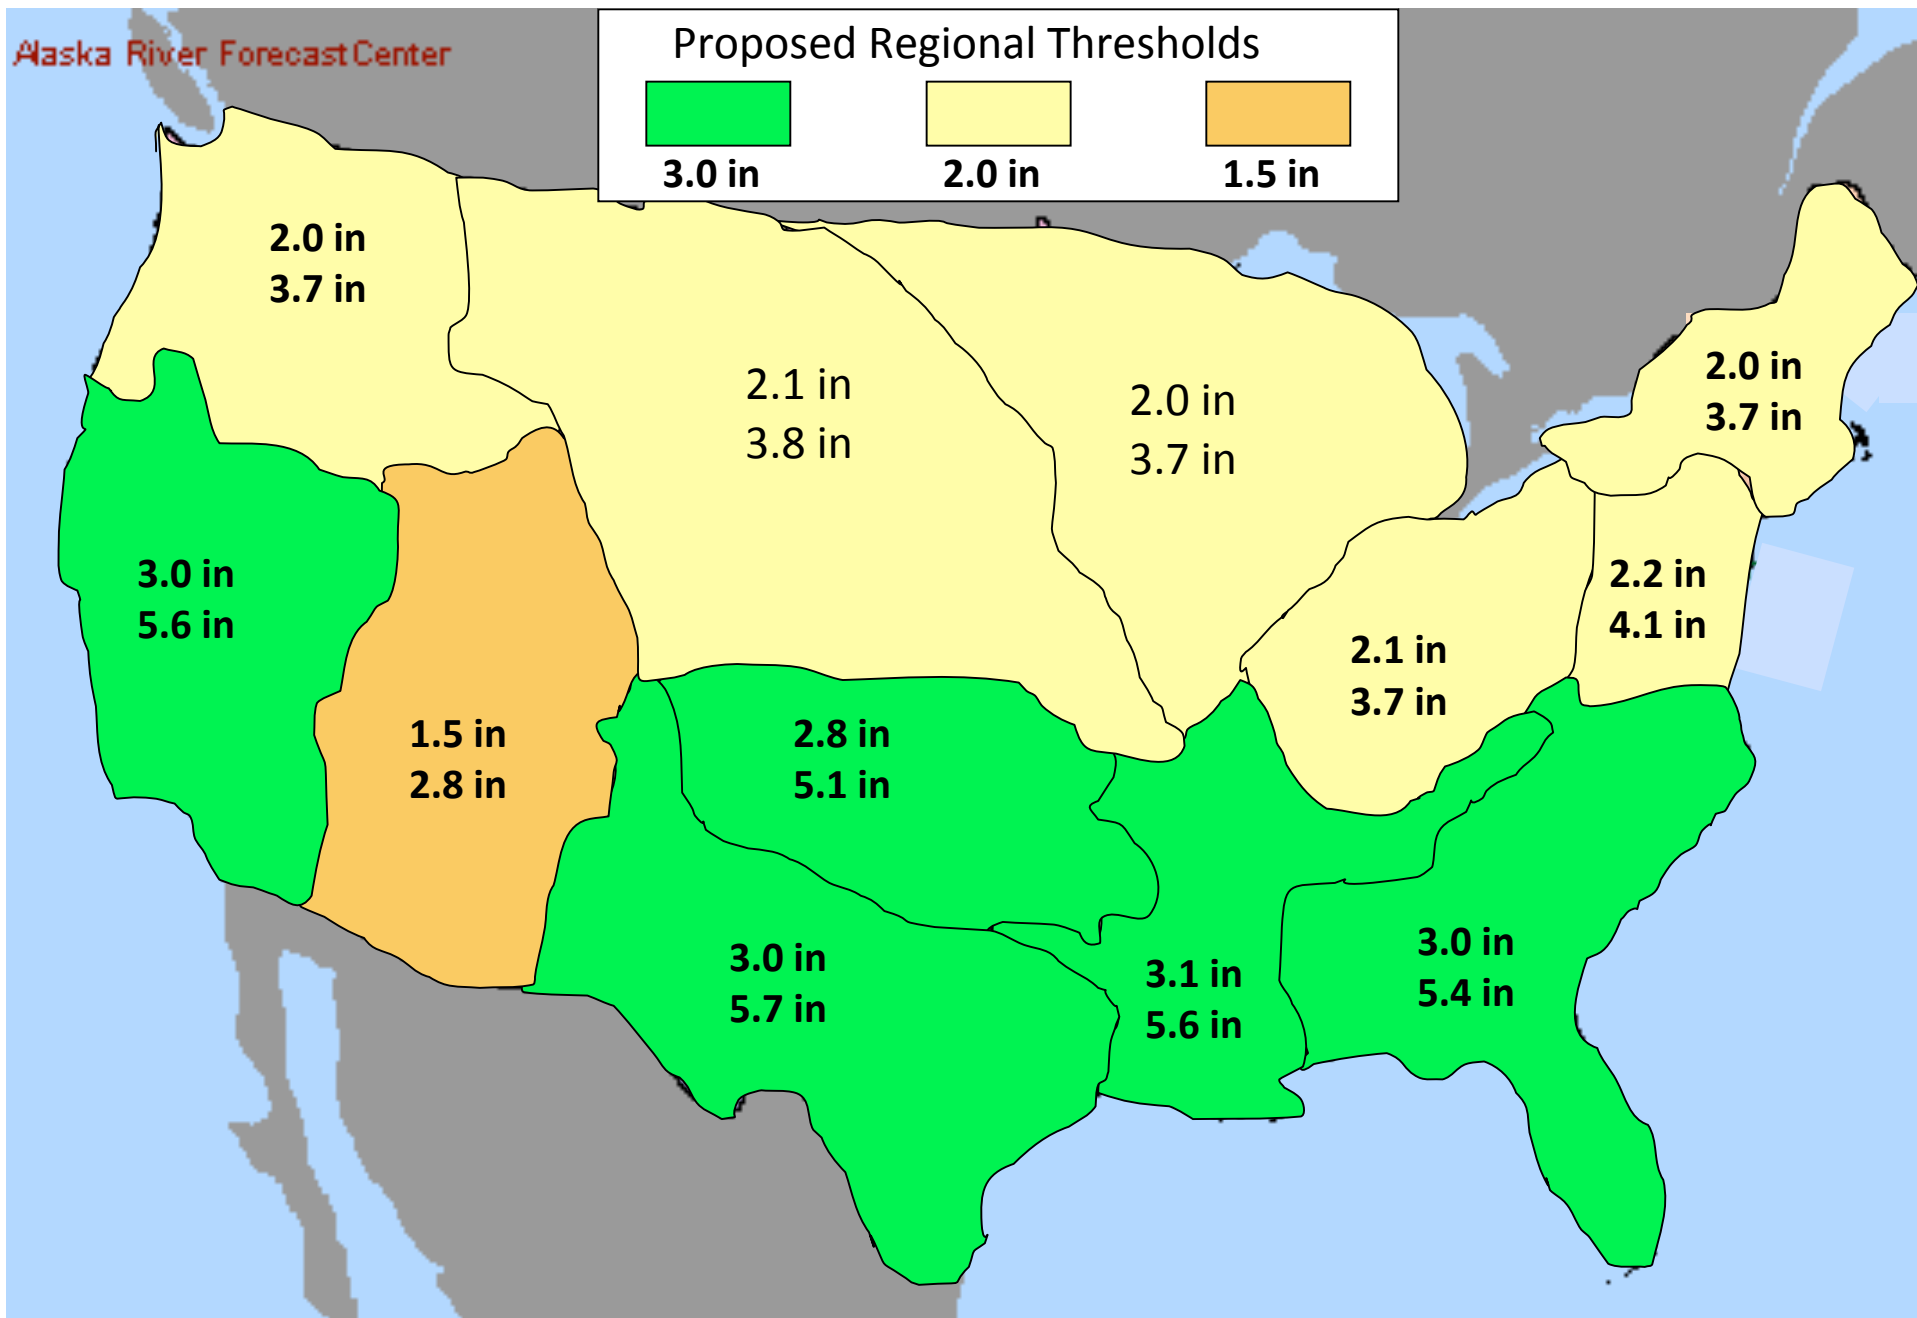 Alaska River Forecast Center
Proposed Regional Thresholds
3.0 in
2.0 in
1.5 in
2.0 in
3.7 in
2.1 in
3.8 in
2.0 in
3.7 in
2.0 in
3.7 in
3.0 in
5.6 in
2.2 in
4.1 in
2.1 in
3.7 in
1.5 in
2.8 in
2.8 in
5.1 in
3.0 in
5.7 in
3.1 in
5.6 in
3.0 in
5.4 in